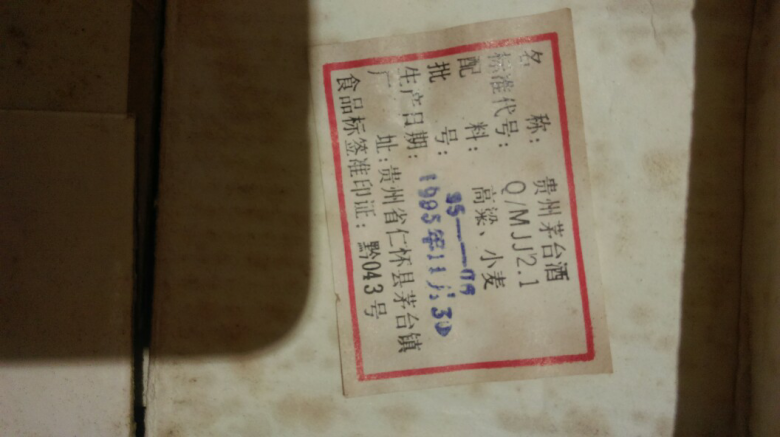 名称：贵州茅台酒
标准代号：Q/MJJ2.1
配料：高粱、小麦
批号：95——06
生产日期：1995年11月30
产址：贵州省仁怀县茅台镇
食品标签准印证：黔043号